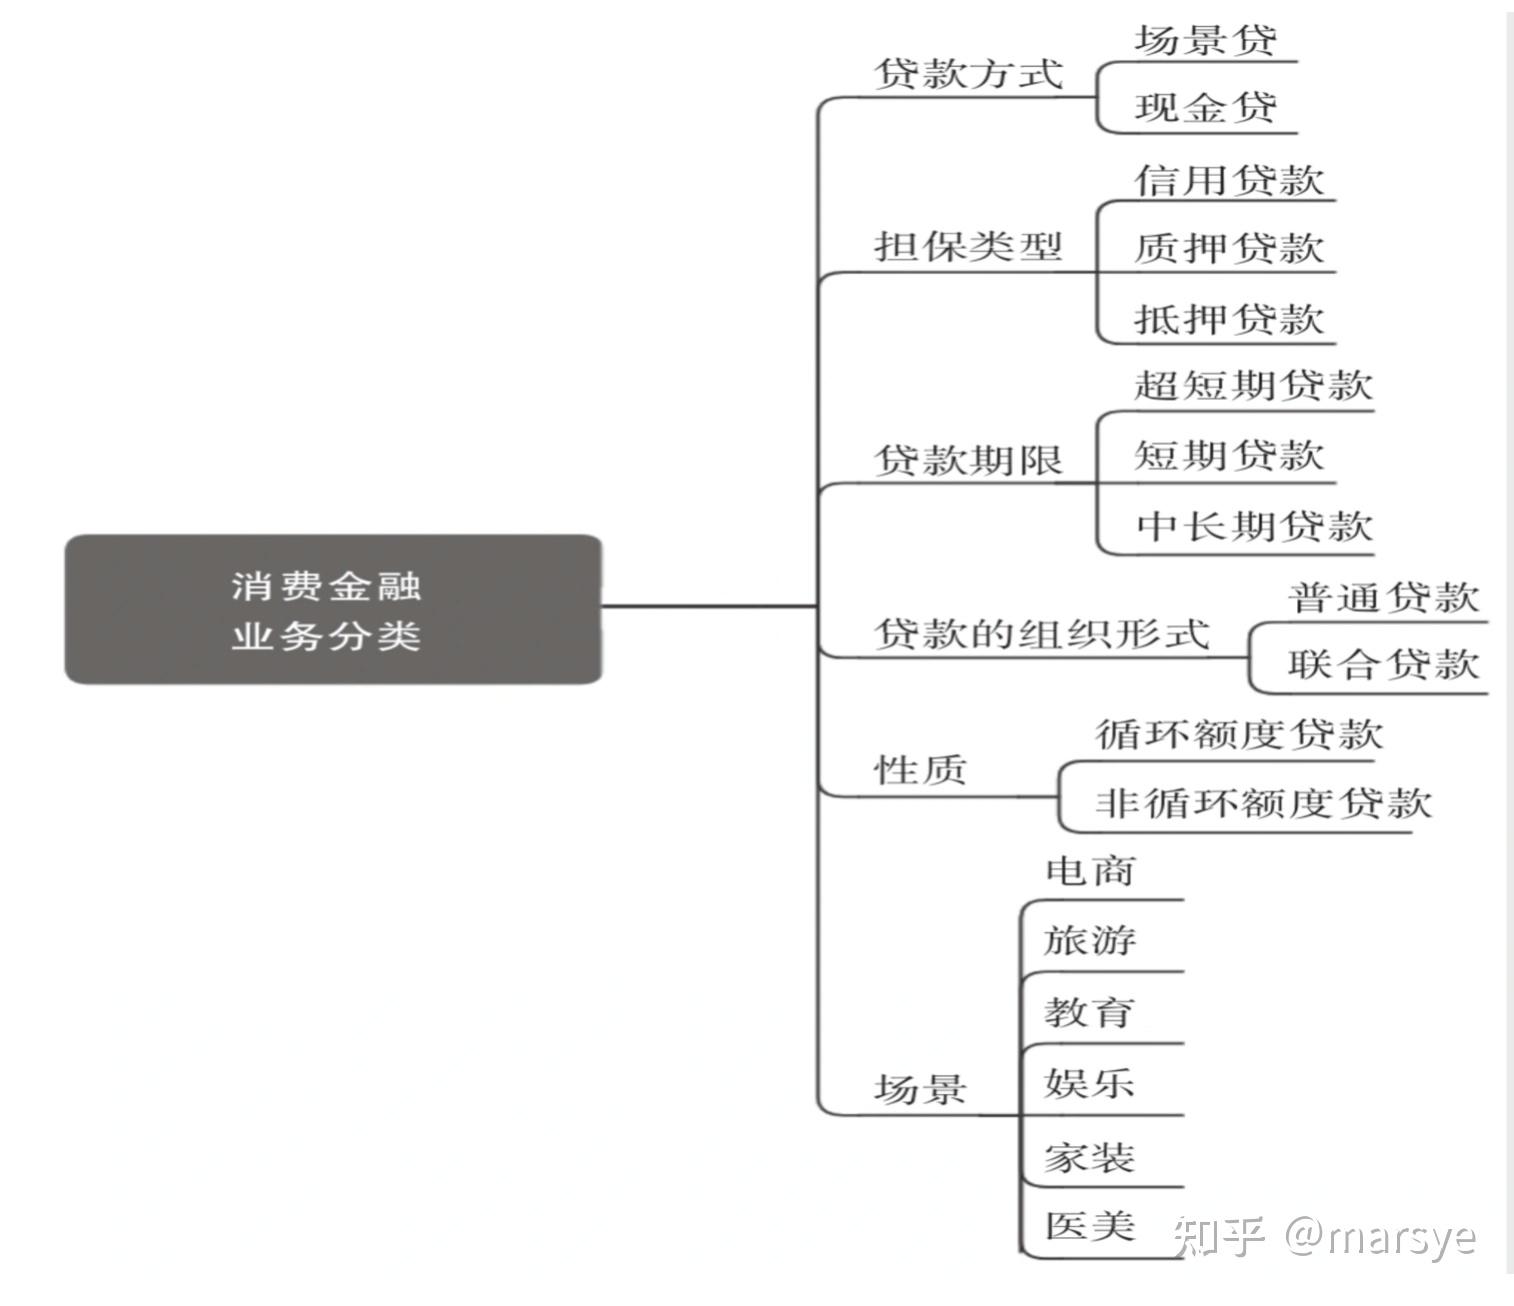 消费金融
业务分类
贷款方式
场景贷
现金贷
担保类型
信用贷款
质押贷款
抵押贷款
贷款期限
超短期贷款
短期贷款
中长期贷款
贷款的组织形式
普通贷款
联合贷款
性质
循环额度贷款
非循环额度贷款
场景
电商
旅游
教育
娱乐
家装
医美
知乎 @marsye